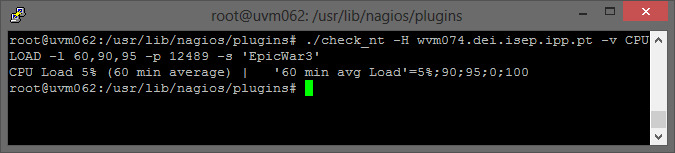 root@uvm062: /usr/lib/nagios/plugins
root@uvm062:/usr/lib/nagios/plugins# ./check_nt -H wvm074.dei.isep.ipp.pt -v CPU
LOAD -l 60,90,95 -p 12489 -s 'EpicWar3'
CPU Load 5% (60 min average) |   '60 min avg Load'=5%;90;95;0;100
root@uvm062:/usr/lib/nagios/plugins#